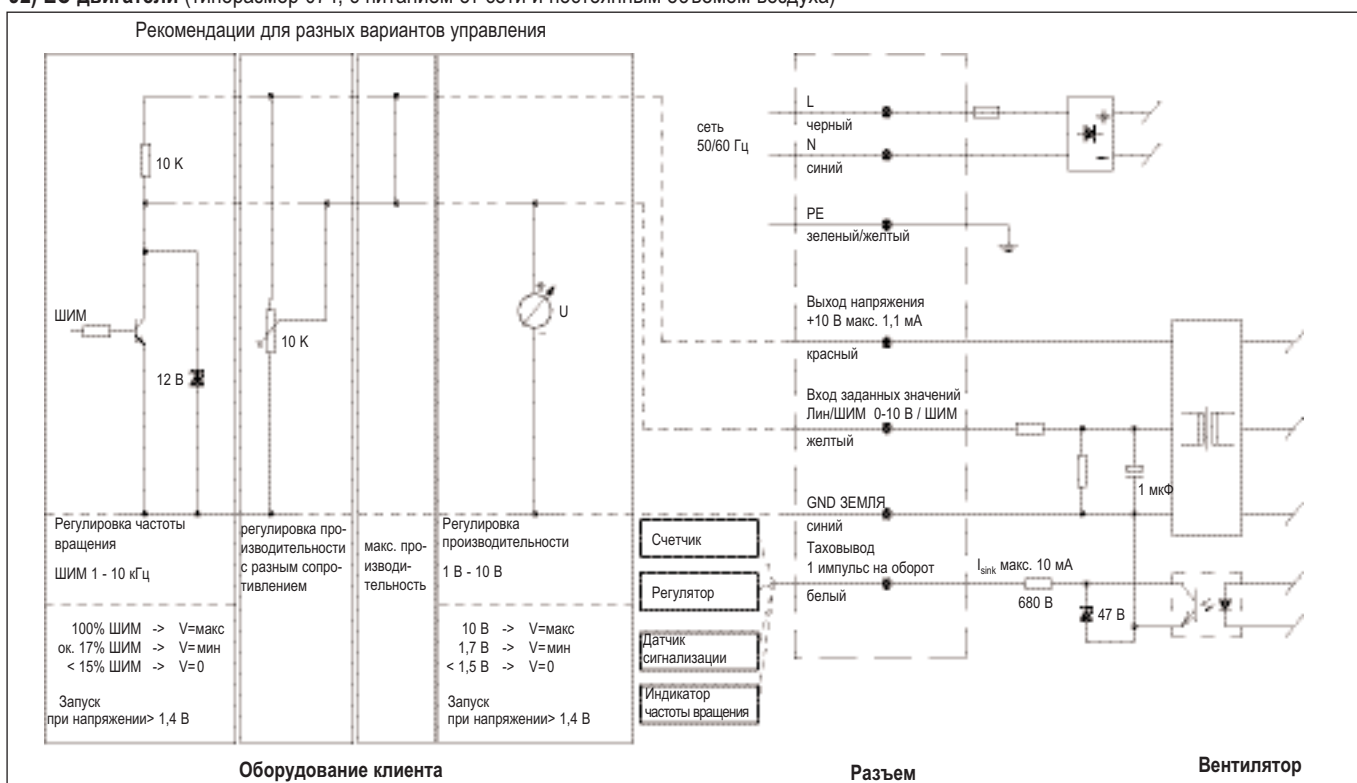 Рекомендации для разных вариантов управления
10 K
ШИМ
12 В
10 K
U
сеть
50/60 Гц
L
черный
N
синий
PE
зеленый/желтый
Выход напряжения
+10 В макс. 1,1 мА
красный
Вход заданных значений
Лин/ШИМ 0-10 В / ШИМ
желтый
1 мкФ
GND ЗЕМЛЯ
синий
Таховывод
1 импульс на оборот
белый
I sink макс. 10 мА
680 В
47 В
Регулировка частоты
вращения
ШИМ 1 - 10 кГц
100% ШИМ -> V=макс
ок. 17% ШИМ -> V=мин
< 15% ШИМ -> V=0
Запуск
при напряжении> 1,4 В
регулировка про-
изводительности
с разным сопро-
тивлением
макс. про-
изводи-
тельность
Регулировка
производительности
1 В - 10 В
10 В -> V=макс
1,7 В -> V=мин
< 1,5 В -> V=0
Запуск
при напряжении> 1,4 В
Счетчик
Регулятор
Датчик
сигнализации
Индикатор
частоты вращения
Оборудование клиента
Разъем
Вентилятор